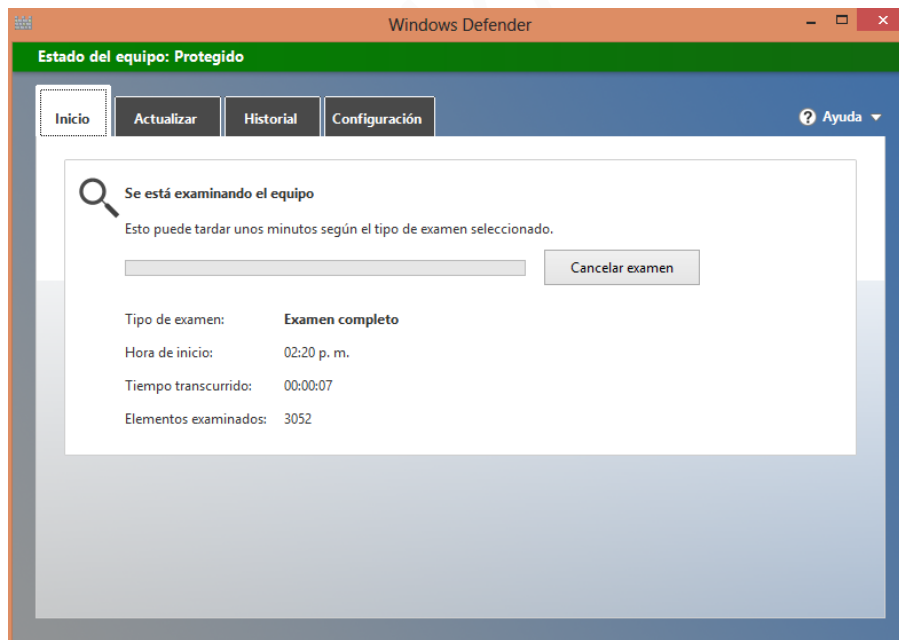 Windows Defender
Estado del equipo: Protegido
Inicio Actualizar Historial Configuración ? Ayuda
Se está examinando el equipo
Esto puede tardar unos minutos según el tipo de examen seleccionado.
Cancelar examen
Tipo de examen: Examen completo
Hora de inicio: 02:20 p. m.
Tiempo transcurrido: 00:00:07
Elementos examinados: 3052